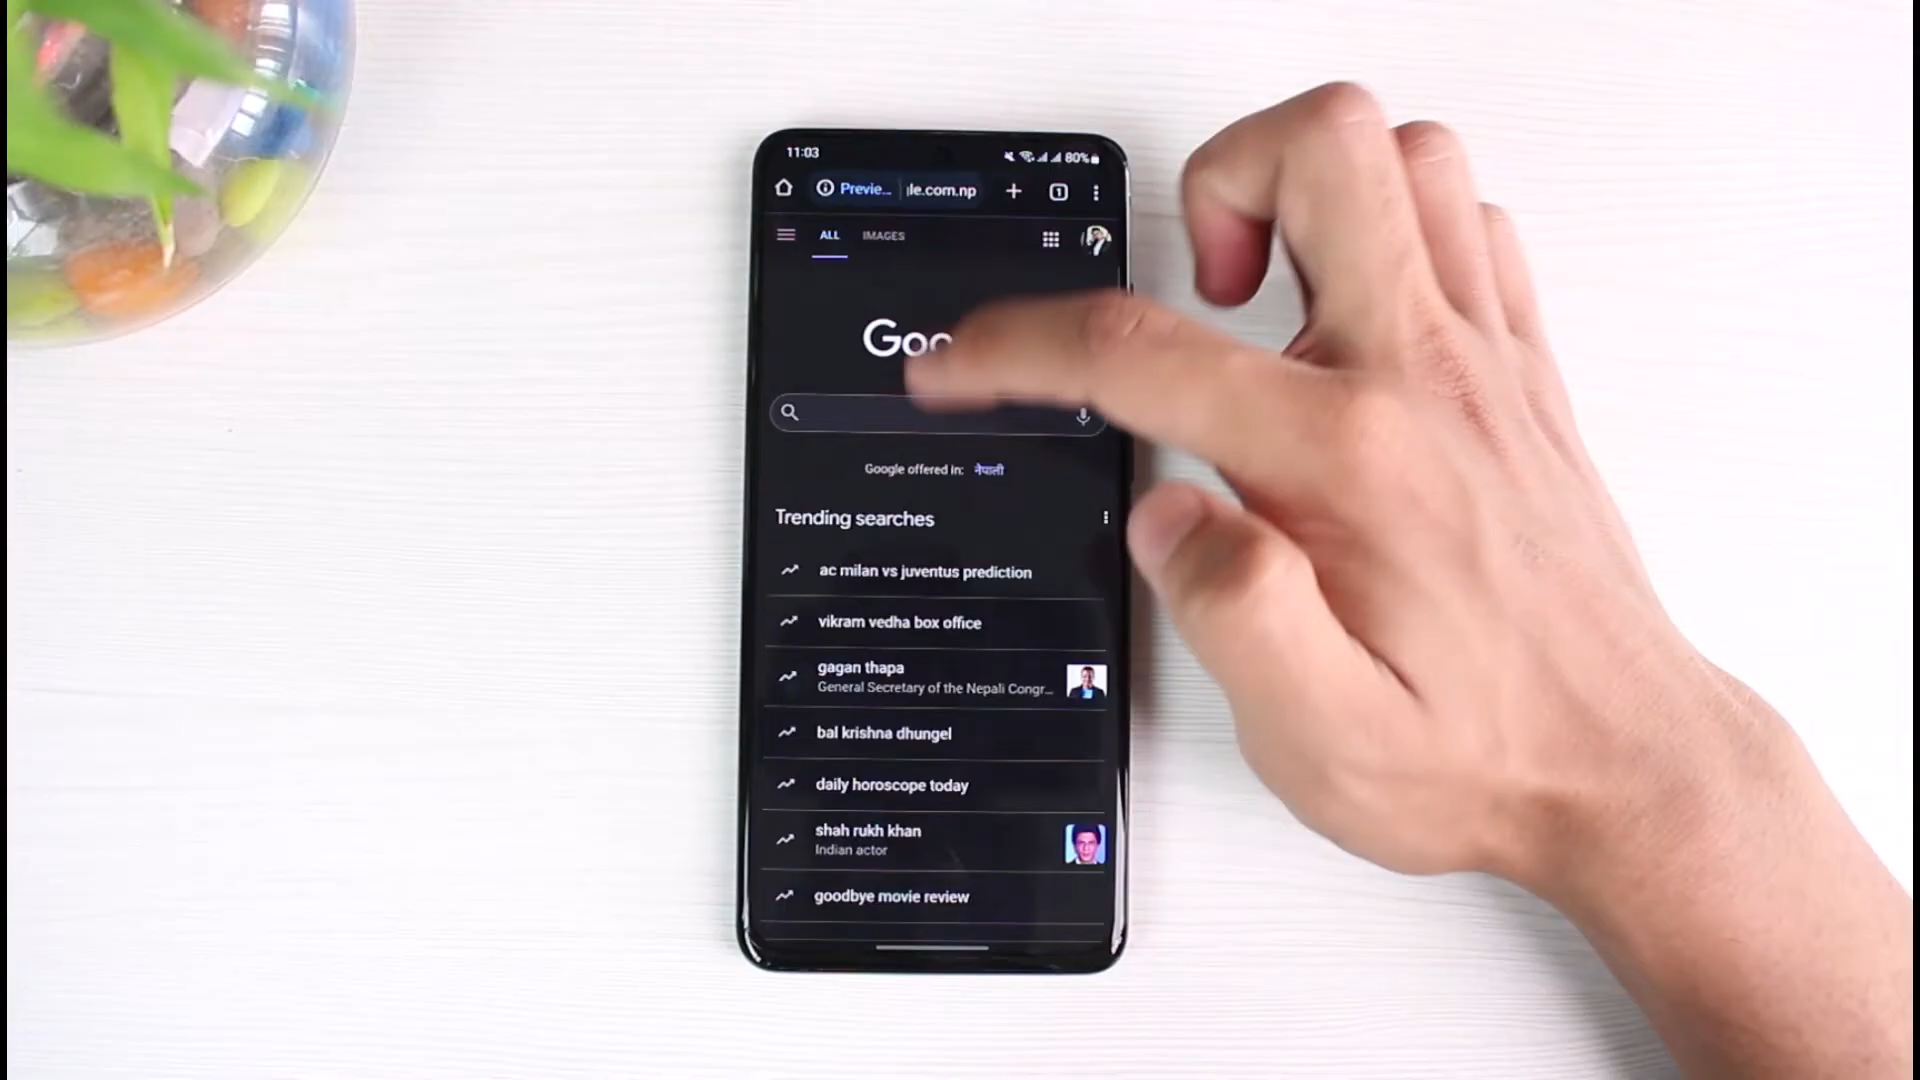 11:03
80%
Previe... le.com.np
1
ALL IMAGES
Goo
Google offered in: नेपाली
Trending searches
ac milan vs juventus prediction
vikram vedha box office
gagan thapa
General Secretary of the Nepali Congr...
bal krishna dhungel
daily horoscope today
shah rukh khan
Indian actor
goodbye movie review